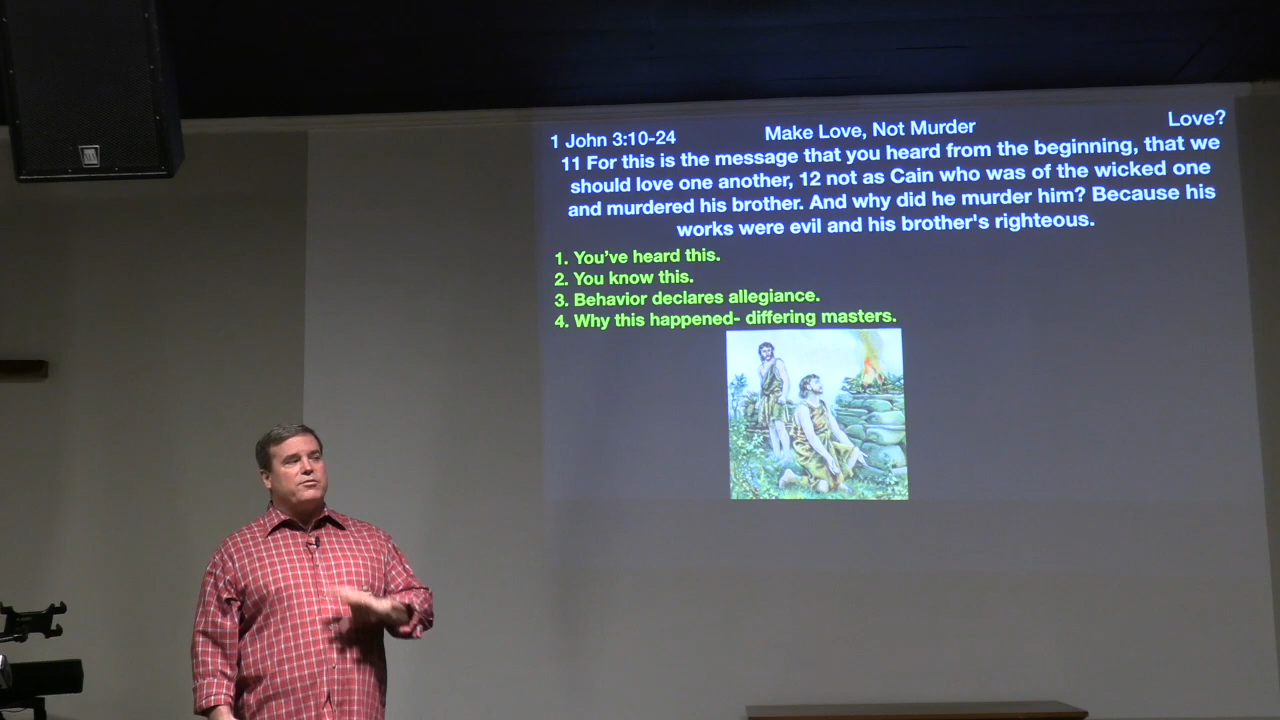 1 John 3:10-24 Make Love, Not Murder Love?
11 For this is the message that you heard from the beginning, that we
should love one another, 12 not as Cain who was of the wicked one
and murdered his brother. And why did he murder him? Because his
works were evil and his brother's righteous.
1. You've heard this.
2. You know this.
3. Behavior declares allegiance.
4. Why this happened- differing masters.